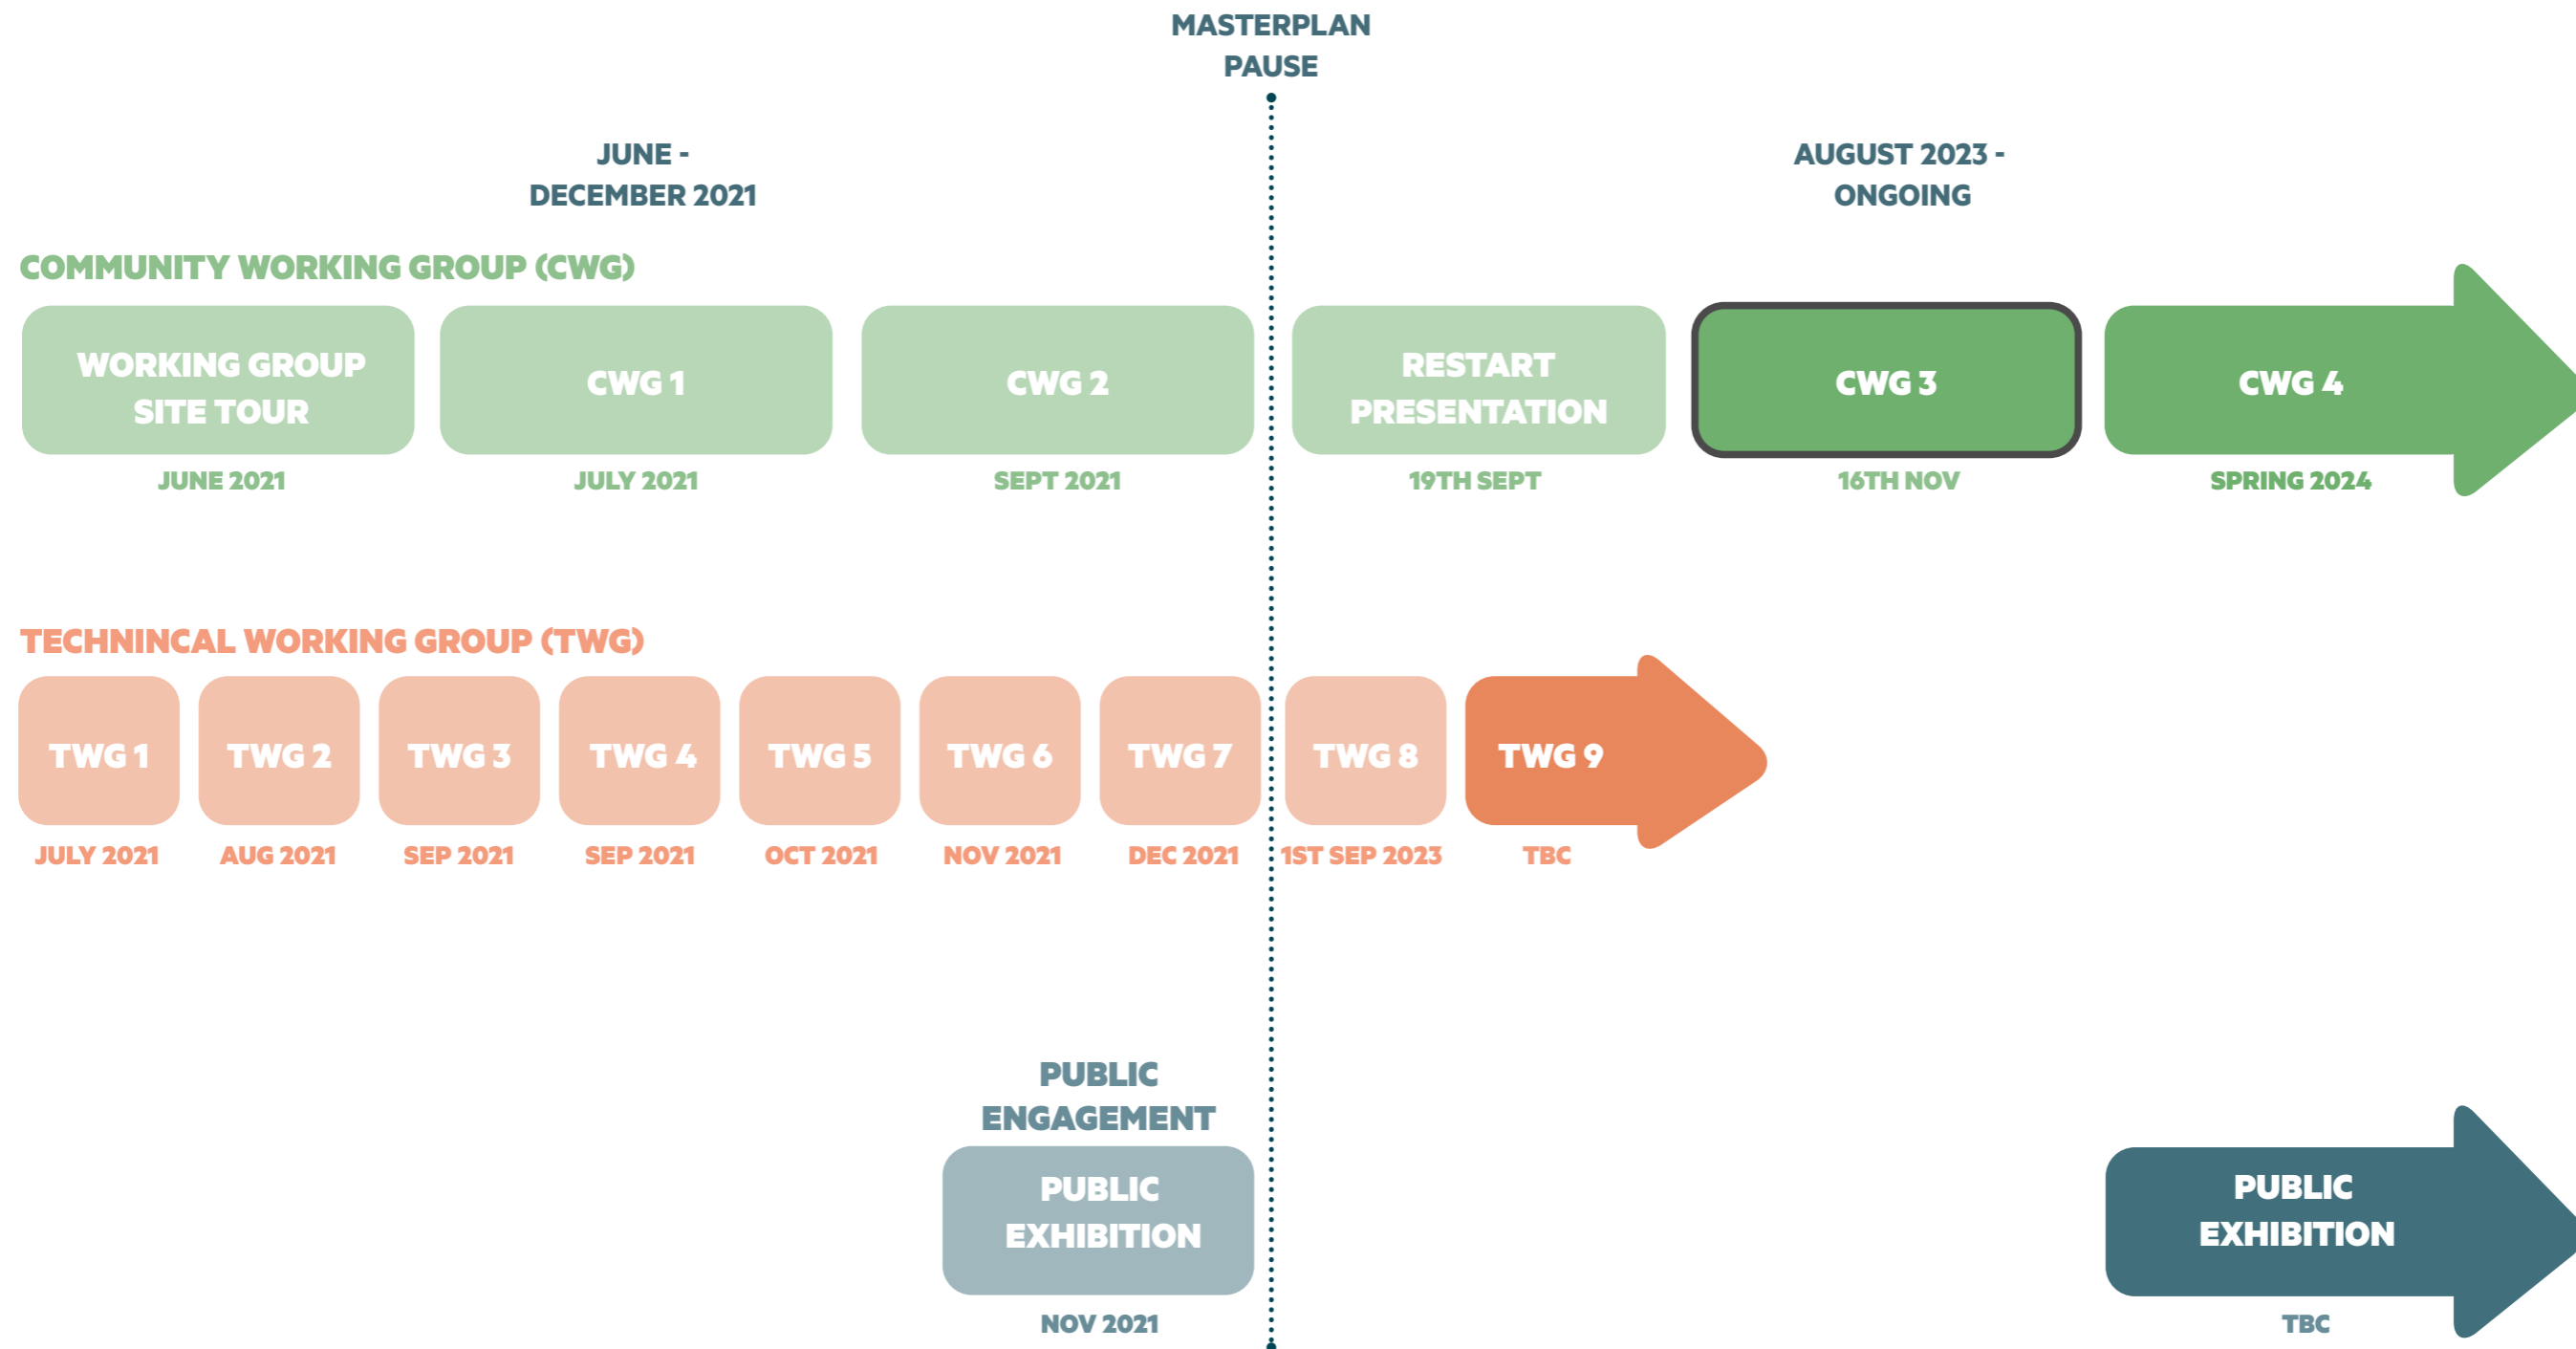 MASTERPLAN
PAUSE
JUNE -
DECEMBER 2021
AUGUST 2023 -
ONGOING
COMMUNITY WORKING GROUP (CWG)
WORKING GROUP
SITE TOUR
JUNE 2021
CWG 1
JULY 2021
CWG 2
SEPT 2021
RESTART
PRESENTATION
19TH SEPT
CWG 3
16TH NOV
CWG 4
SPRING 2024
TECHNINCAL WORKING GROUP (TWG)
TWG 1
JULY 2021
TWG 2
AUG 2021
TWG 3
SEP 2021
TWG 4
SEP 2021
TWG 5
OCT 2021
TWG 6
NOV 2021
TWG 7
DEC 2021
TWG 8
1ST SEP 2023
TWG 9
TBC
PUBLIC
ENGAGEMENT
PUBLIC
EXHIBITION
NOV 2021
PUBLIC
EXHIBITION
TBC